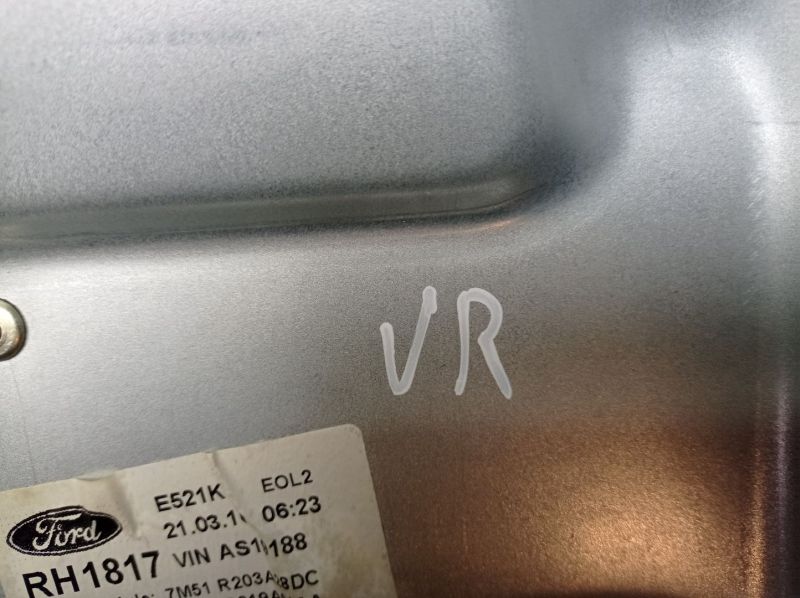 VR
E521K EOL2
Ford 21.03.1 06:23
RH1817 VIN AS1 188
7M51 R203A 8DC